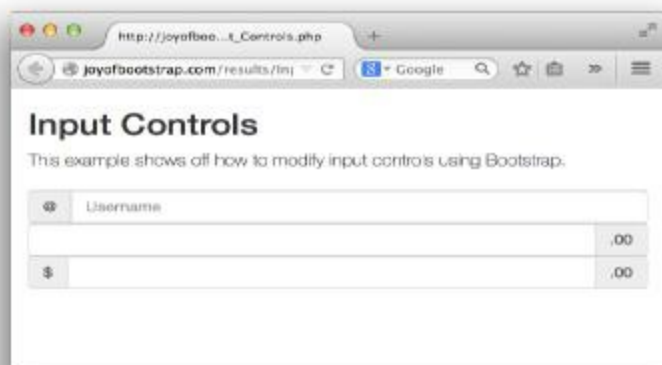 http://joyofboo...t_Controls.php
joyofbootstrap.com/results/Inp
Google
Input Controls
This example shows off how to modify input controls using Bootstrap.
@ Username
.00
$ .00